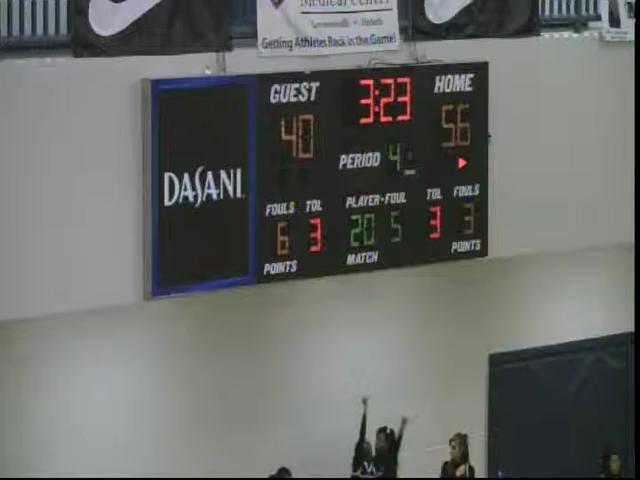 Medical Center
Getting Athletes Back in the Game!
GUEST 3:23 HOME
40 56
PERIOD 4
DASANI
FOULS TOL PLAYER-FOUL TOL FOULS
6 3 20 5 3 3
POINTS MATCH POINTS